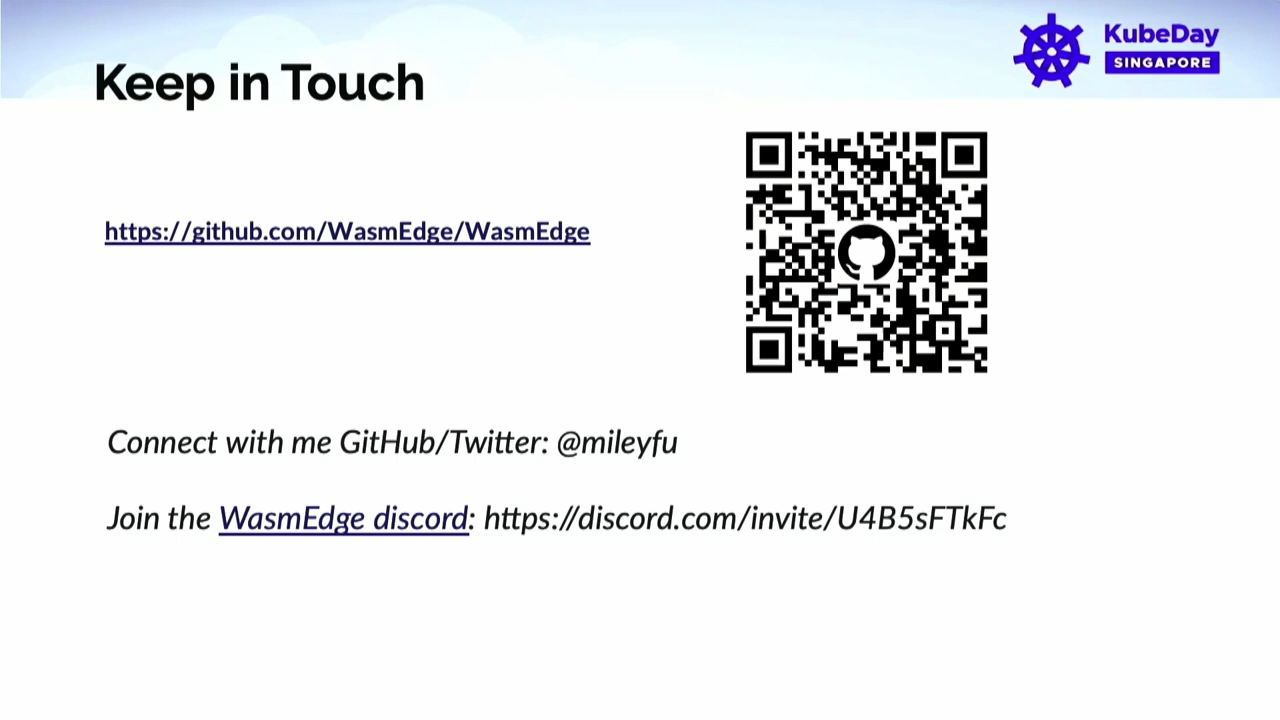 Keep in Touch
KubeDay
SINGAPORE
https://github.com/WasmEdge/WasmEdge
Connect with me GitHub/Twitter: @mileyfu
Join the WasmEdge discord: https://discord.com/invite/U4B5sFTkFc